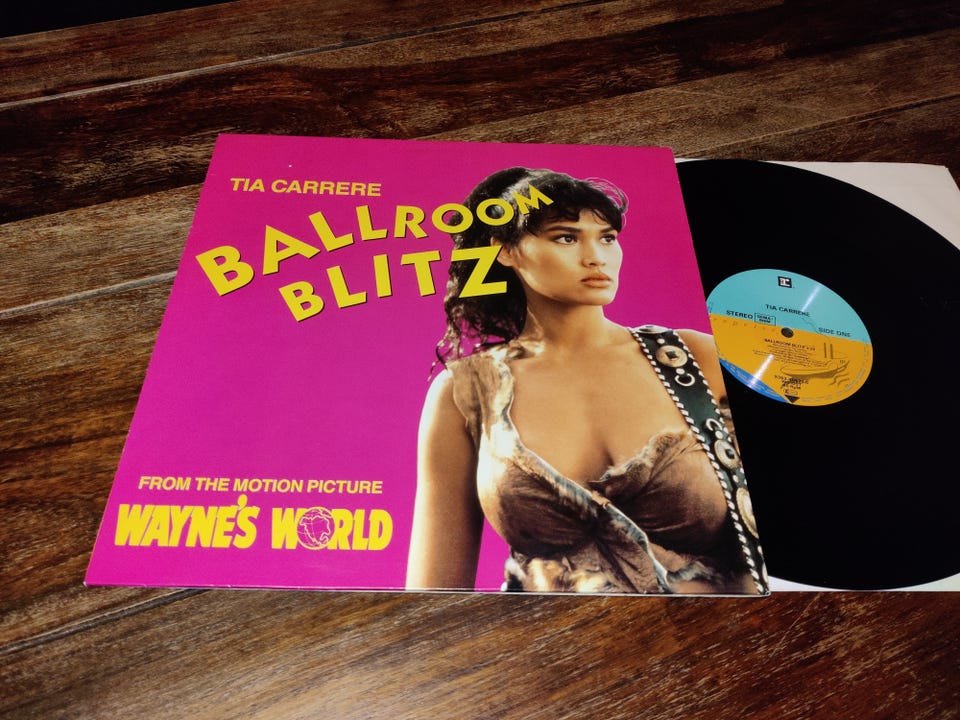 TIA CARRERE
BALLROOM
BLITZ
FROM THE MOTION PICTURE
WAYNE'S WORLD
TIA CARRERE
STEREO
SIDE ONE
BALLROOM BLITZ